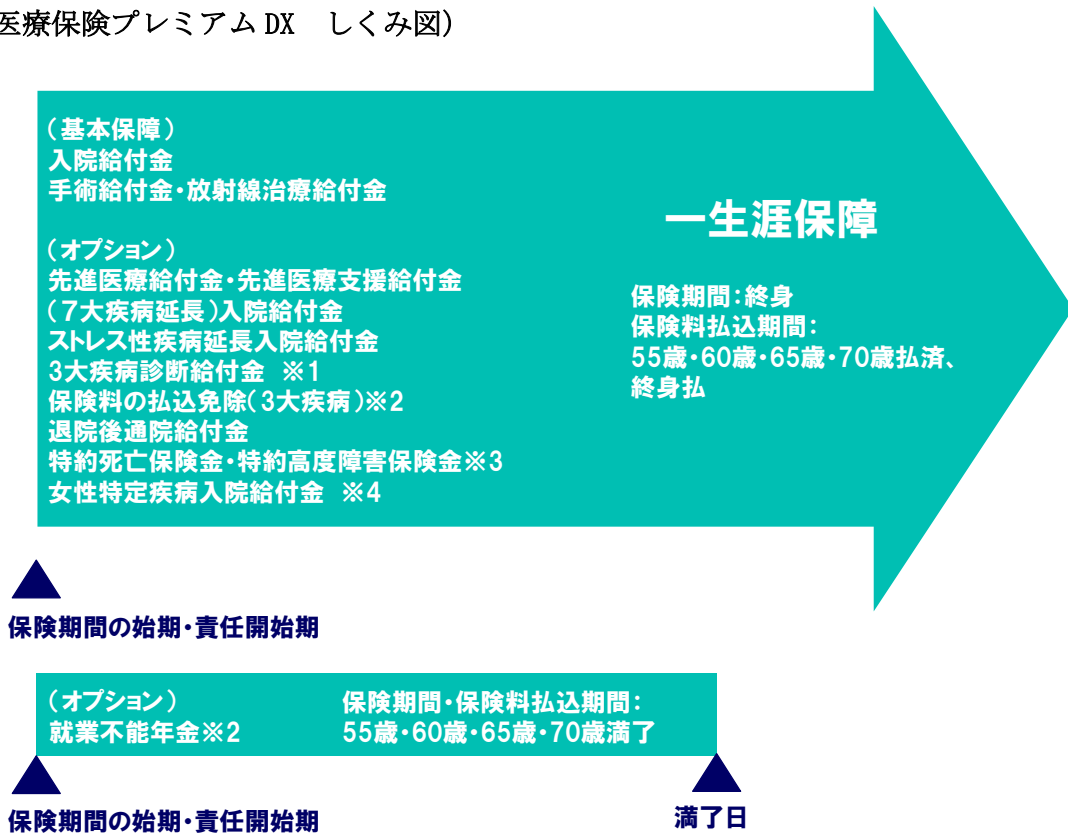 医療保険プレミアムDX　しくみ図)
(基本保障)
入院給付金
手術給付金・放射線治療給付金
(オプション)
先進医療給付金・先進医療支援給付金
(7大疾病延長)入院給付金
ストレス性疾病延長入院給付金
3大疾病診断給付金 ※1
保険料の払込免除(3大疾病)※2
退院後通院給付金
特約死亡保険金・特約高度障害保険金※3
女性特定疾病入院給付金 ※4
一生涯保障
保険期間:終身
保険料払込期間:
55歳・60歳・65歳・70歳払済、
終身払
保険期間の始期・責任開始期
(オプション)
就業不能年金※2
保険期間・保険料払込期間:
55歳・60歳・65歳・70歳満了
保険期間の始期・責任開始期
満了日